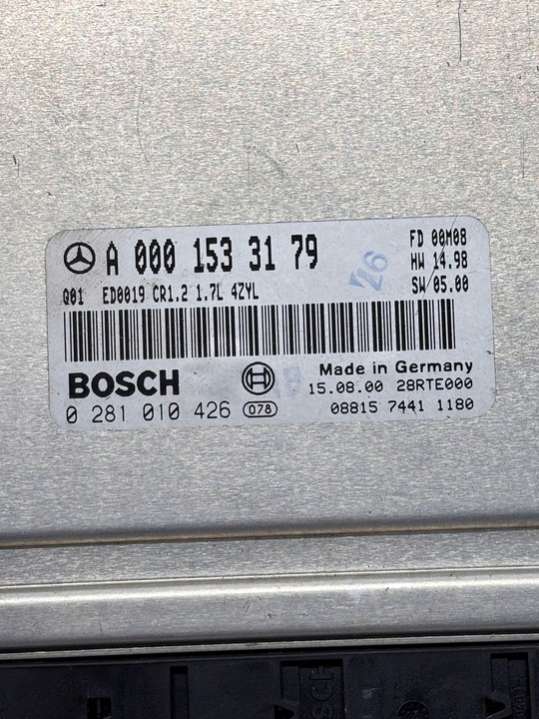 A 000 153 31 79
FD 00M08
HW 14.98
SW 05.00
Q01 ED0019 CR1.2 1.7L 4ZYL
BOSCH
Made in Germany
15.08.00 28RTE000
0 281 010 426 078
08815 7441 1180